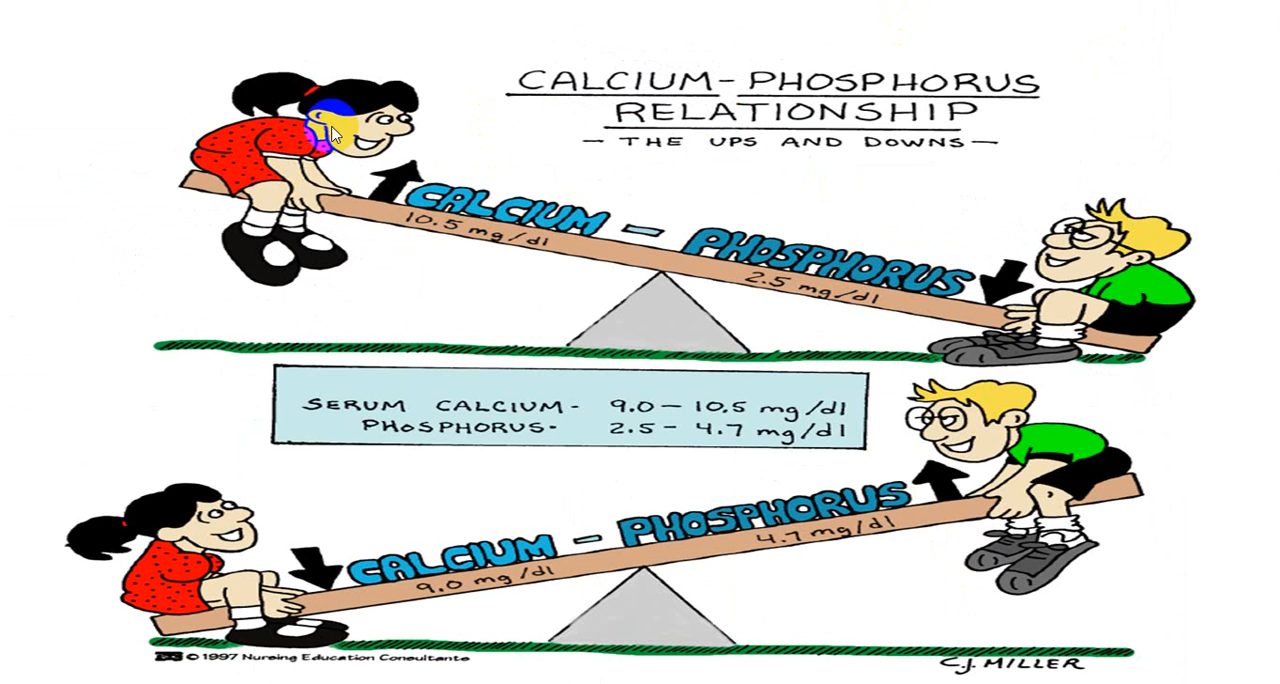 CALCIUM-PHOSPHORUS
RELATIONSHIP
- THE UPS AND DOWNS -
CALCIUM - PHOSPHORUS
10.5 mg/dl 2.5 mg/dl
SERUM CALCIUM- 9.0 - 10.5 mg/dl
PHOSPHORUS- 2.5 - 4.7 mg/dl
CALCIUM - PHOSPHORUS
9.0 mg/dl 4.7 mg/dl
© 1997 Nursing Education Consultants
C.J. MILLER